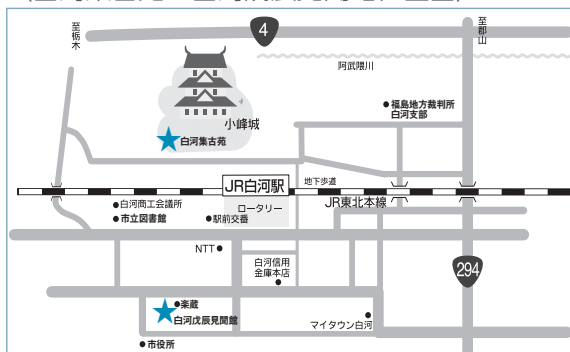 4
至栃木
至郡山
阿武隈川
福島地方裁判所
白河支部
小峰城
白河集古苑
JR白河駅
地下歩道
JR東北本線
白河商工会議所
ロータリー
市立図書館
駅前交番
NTT
白河信用
金庫本店
294
楽蔵
白河戊辰見聞館
マイタウン白河
市役所